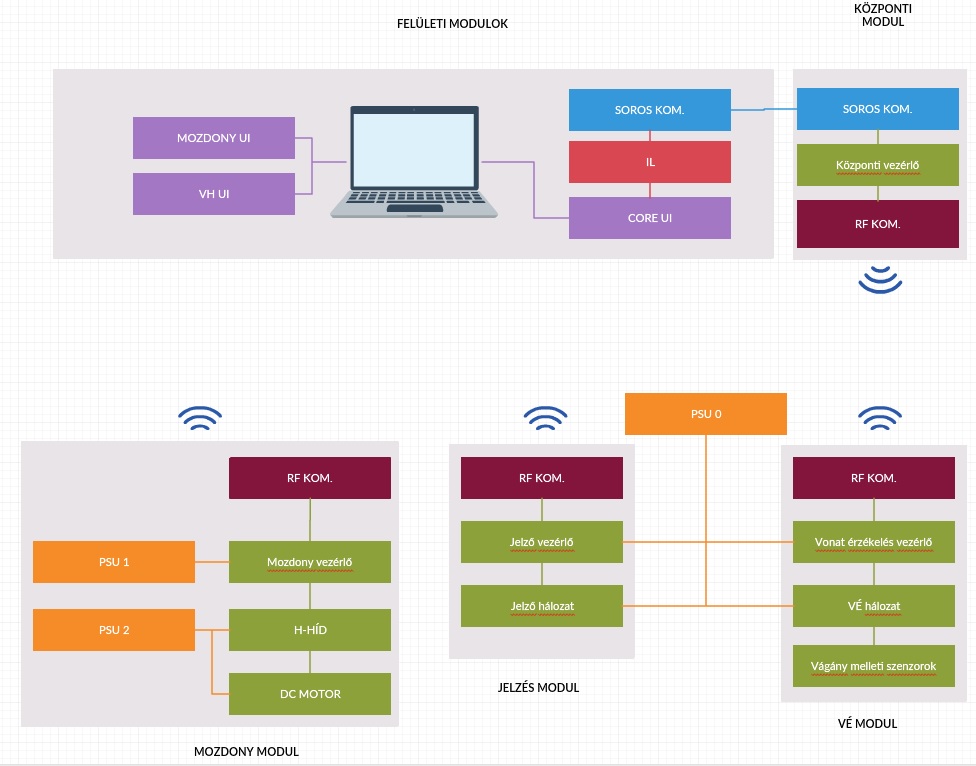 FELÜLETI MODULOK
KÖZPONTI
MODUL
MOZDONY UI
VH UI
SOROS KOM.
IL
CORE UI
SOROS KOM.
Központi vezérlő
RF KOM.
PSU 0
RF KOM.
PSU 1
Mozdony vezérlő
PSU 2
H-HÍD
DC MOTOR
MOZDONY MODUL
RF KOM.
Jelző vezérlő
Jelző hálozat
JELZÉS MODUL
RF KOM.
Vonat érzékelés vezérlő
VÉ hálozat
Vágány melleti szenzorok
VÉ MODUL